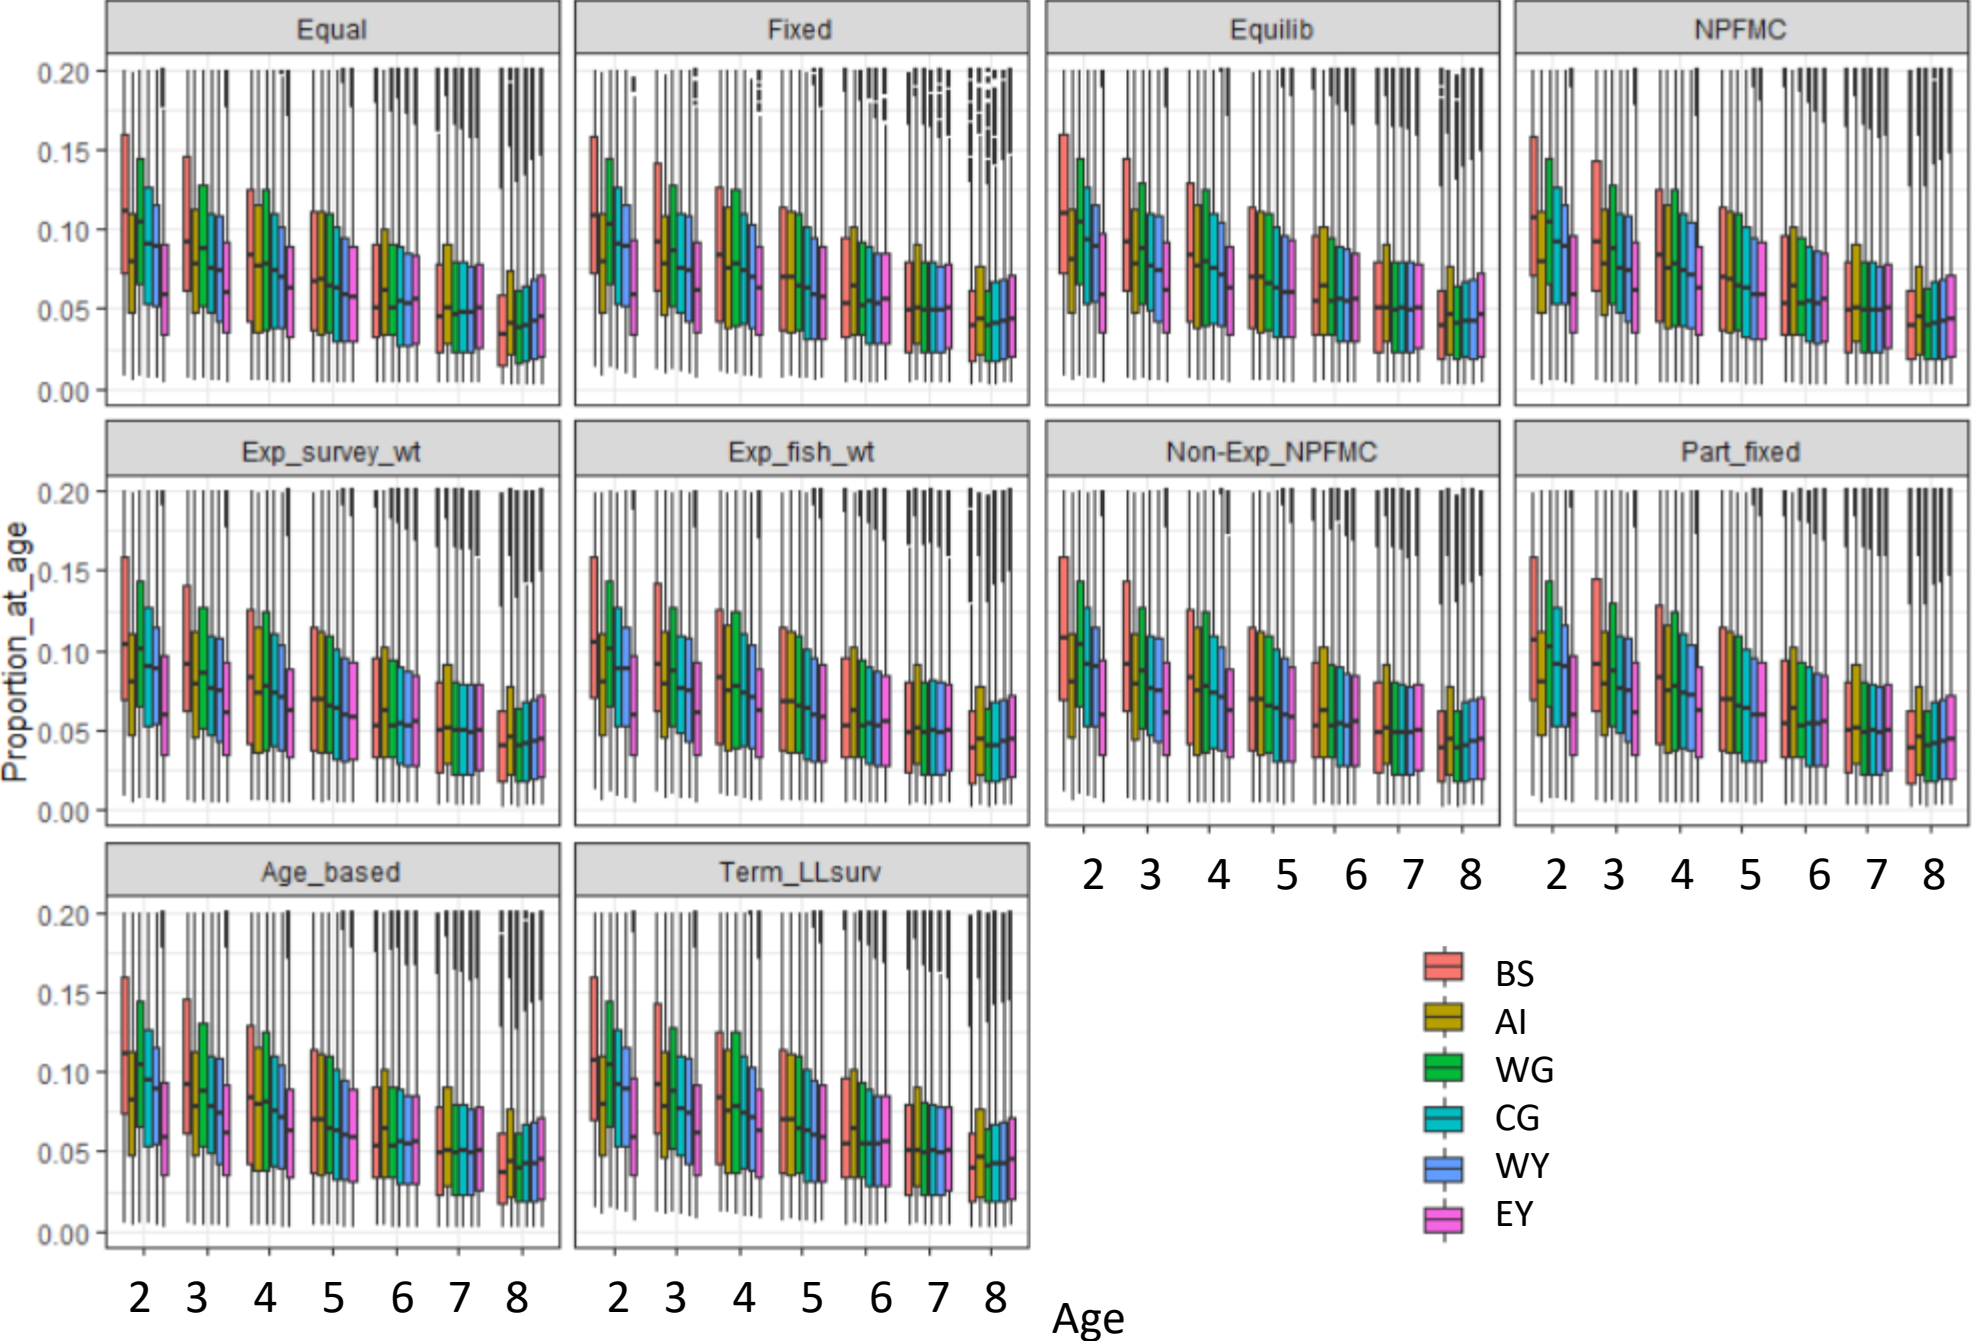 Equal Fixed Equilib NPFMC
0.20
0.15
0.10
0.05
0.00
Exp_survey_wt Exp_fish_wt Non-Exp_NPFMC Part_fixed
Proportion_at_age
0.20
0.15
0.10
0.05
0.00
2 3 4 5 6 7 8 2 3 4 5 6 7 8
Age_based Term_LLsurv
0.20
0.15
0.10
0.05
0.00
2 3 4 5 6 7 8 2 3 4 5 6 7 8
Age
BS
AI
WG
CG
WY
EY